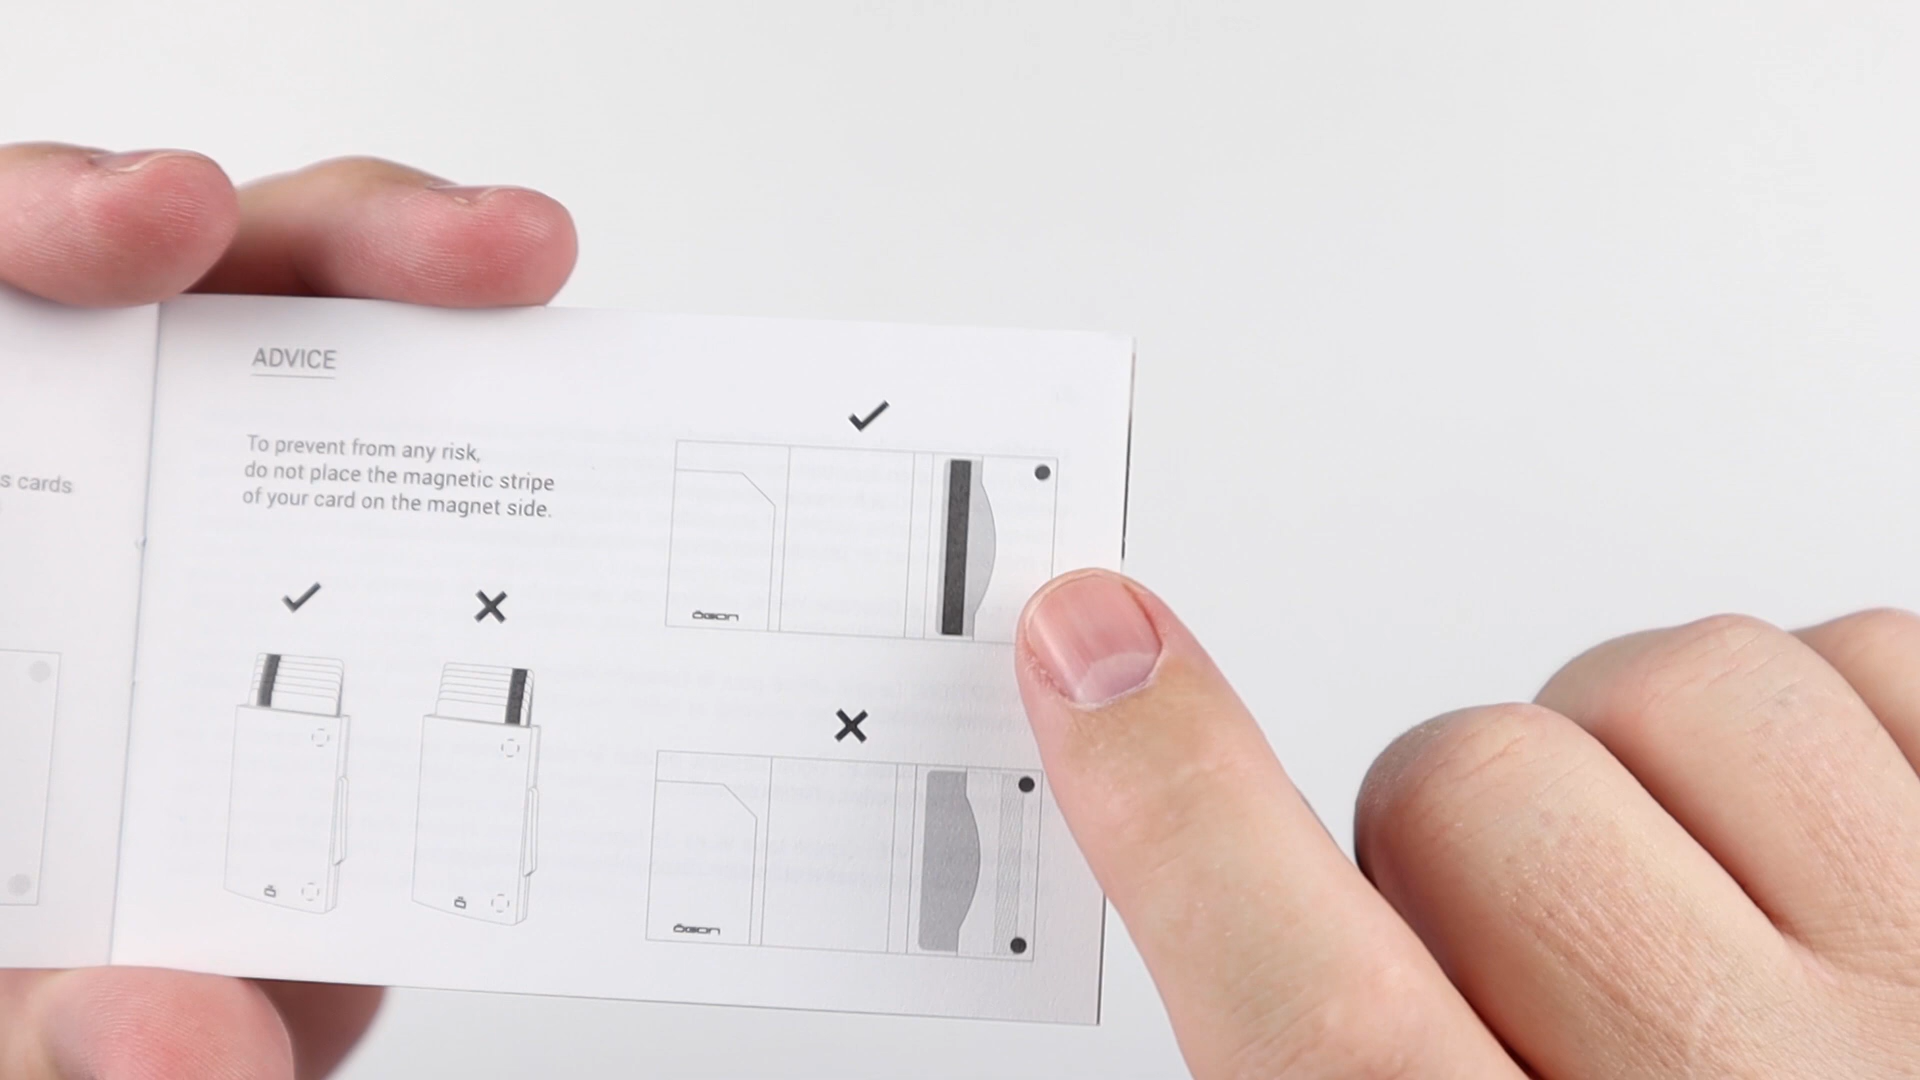 s cards
ADVICE
To prevent from any risk,
do not place the magnetic stripe
of your card on the magnet side.
ÖGON
ÖGON